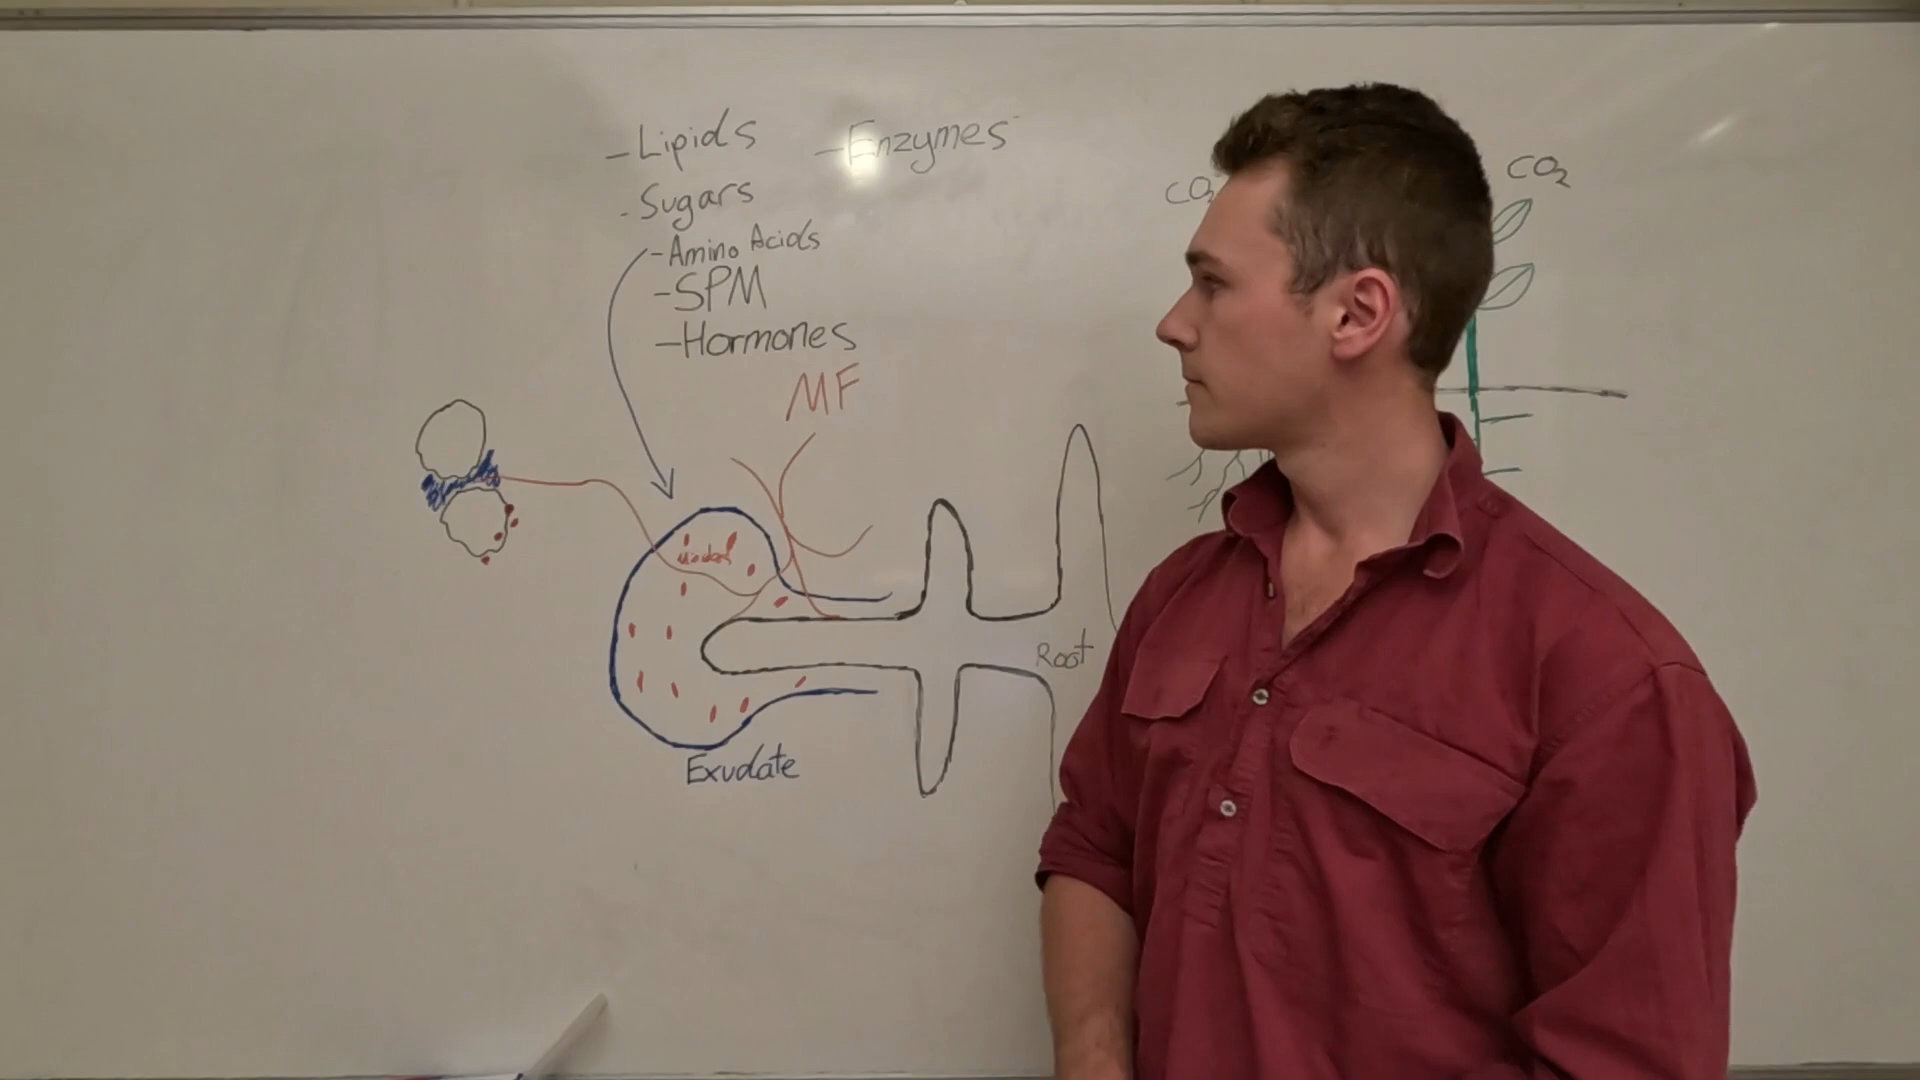 - Lipids
- Enzymes
- Sugars
- Amino Acids
- SPM
- Hormones
MF
CO₂
CO₂
Root
Exudate